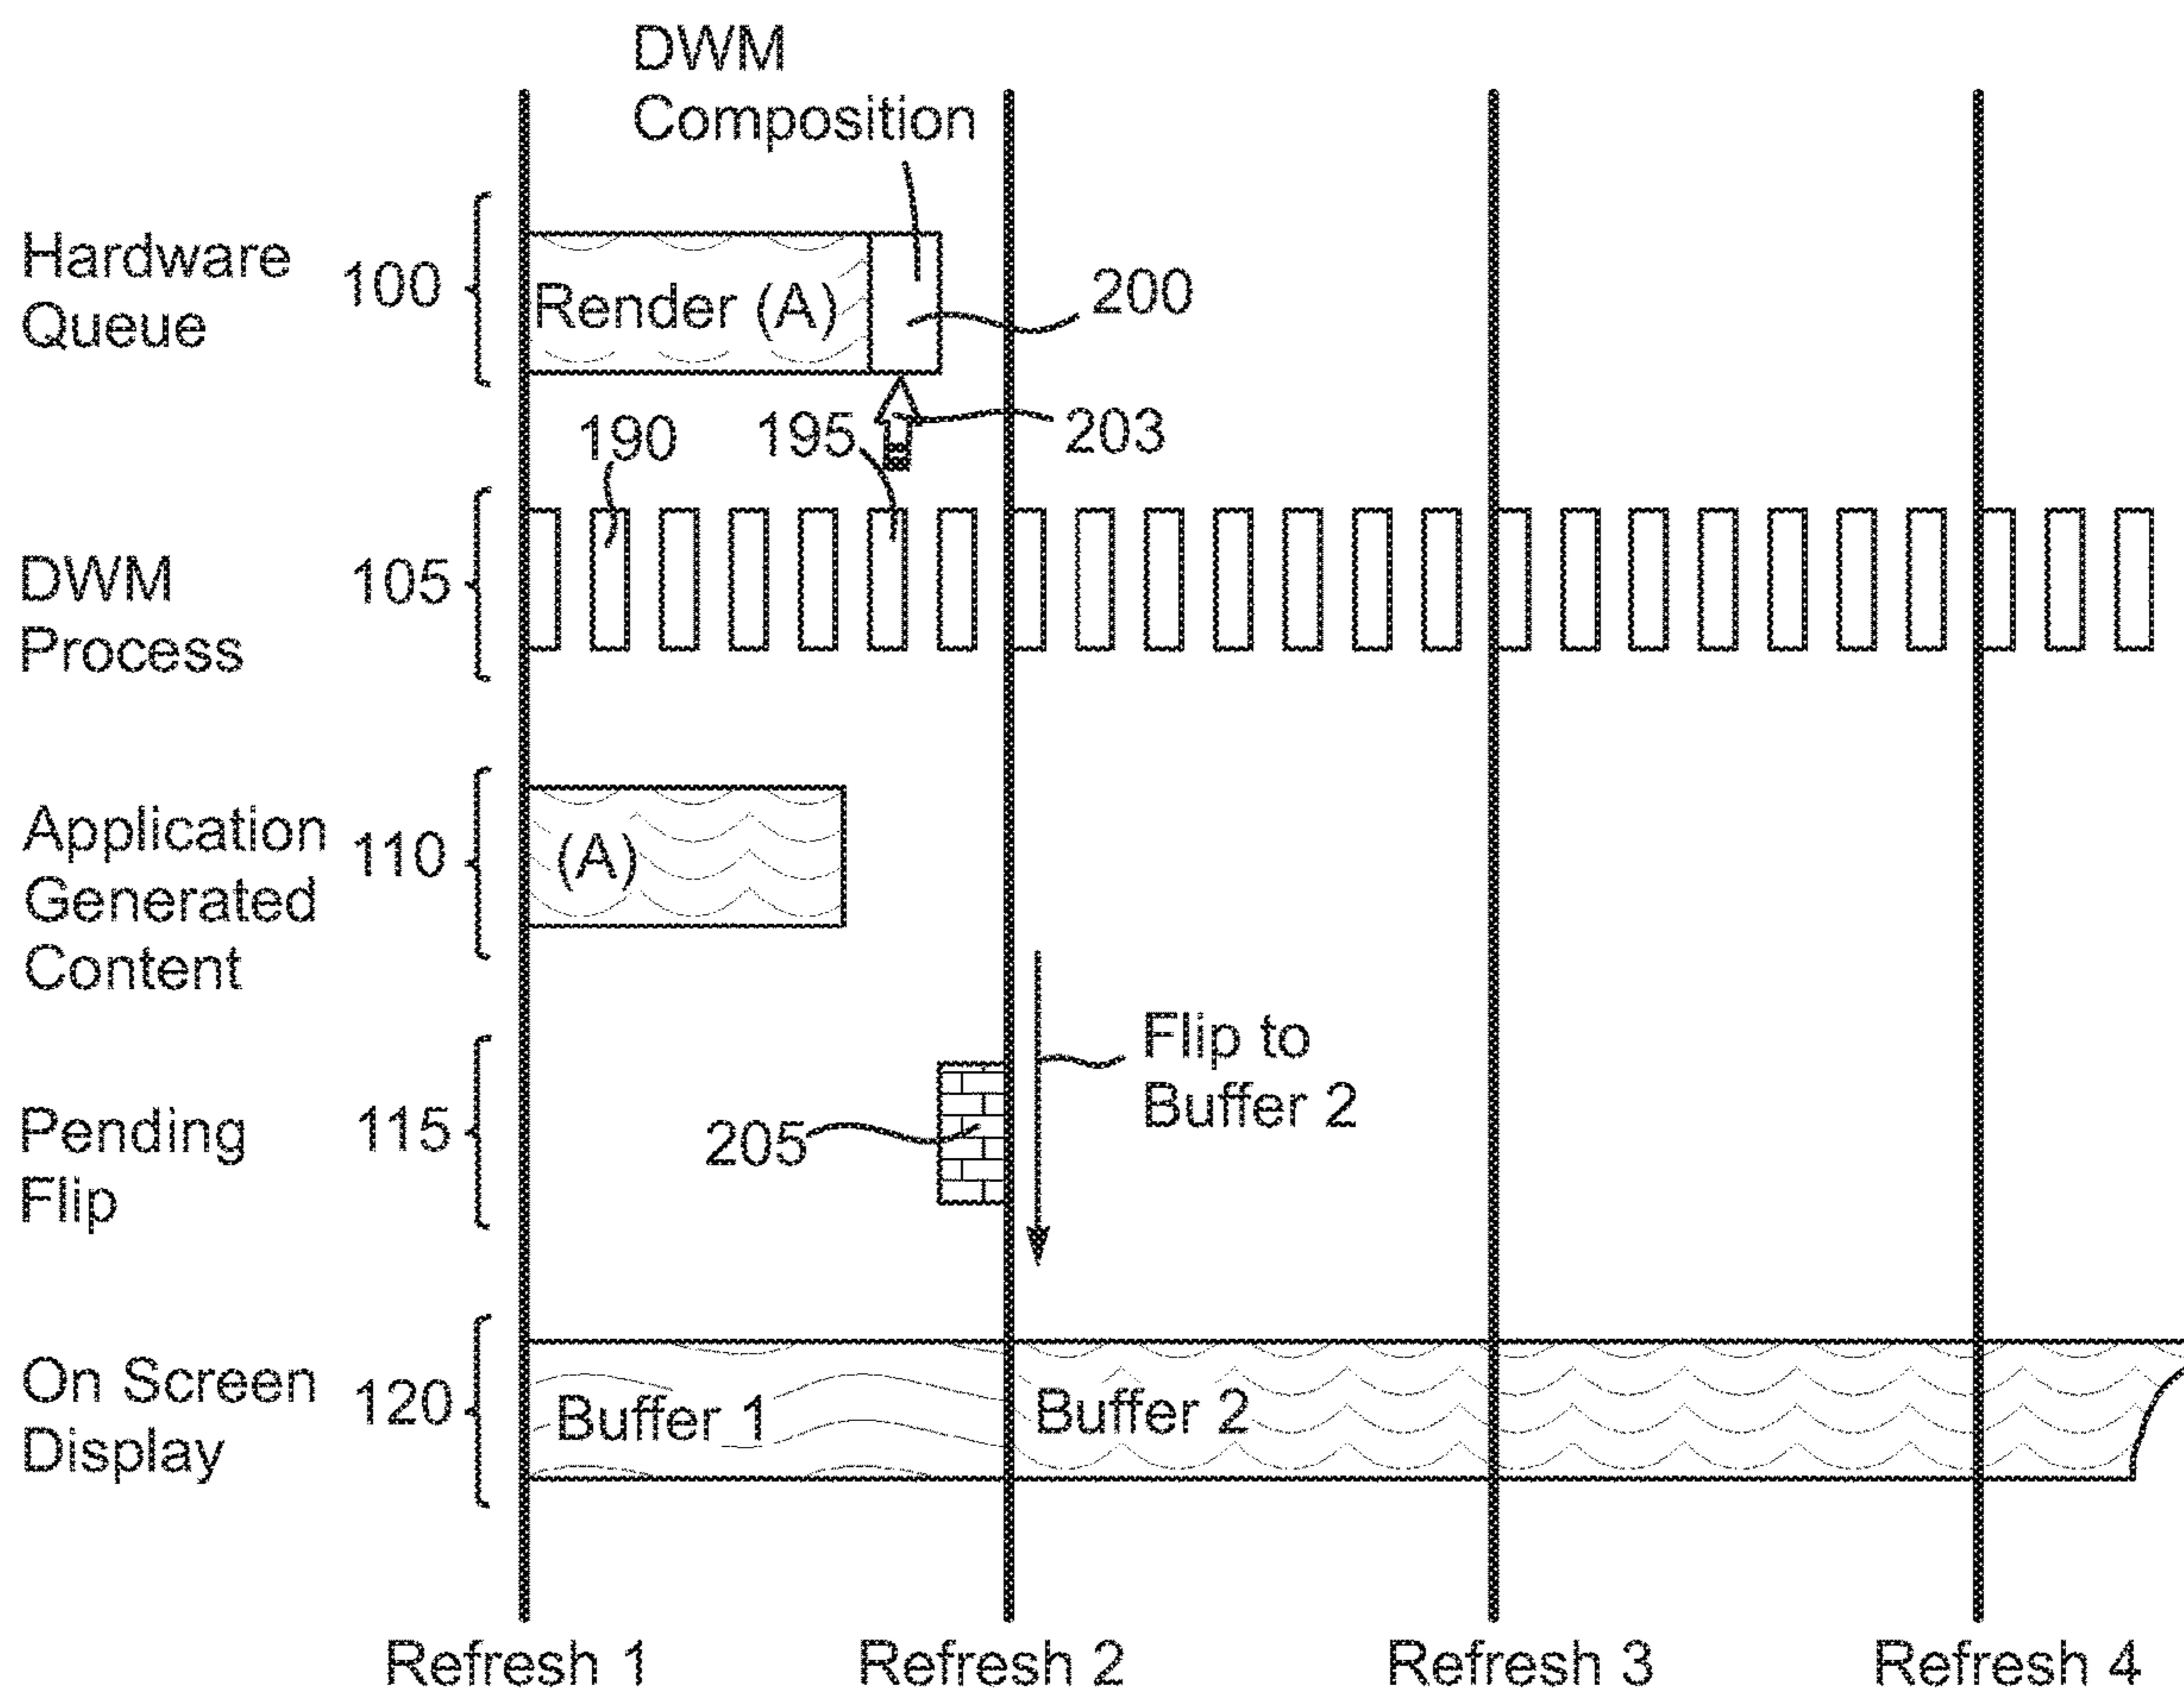 DWM
Composition
Hardware
Queue
100
Render (A)
200
190
195
203
DWM
Process
105
Application
Generated
Content
110
(A)
Flip to
Buffer 2
Pending
Flip
115
205
On Screen
Display
120
Buffer 1
Buffer 2
Refresh 1
Refresh 2
Refresh 3
Refresh 4